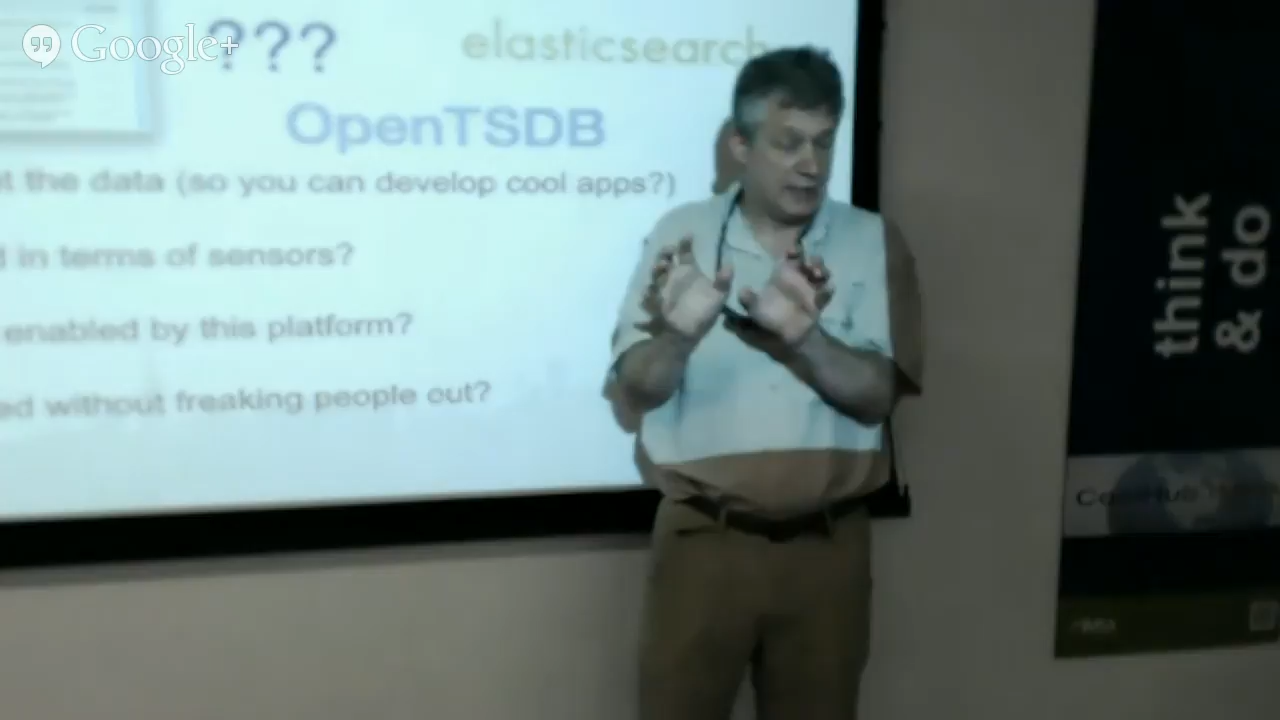 Google+
??? elasticsearch
OpenTSDB
the data (so you can develop cool apps?)
in terms of sensors?
enabled by this platform?
without freaking people out?
think
& do